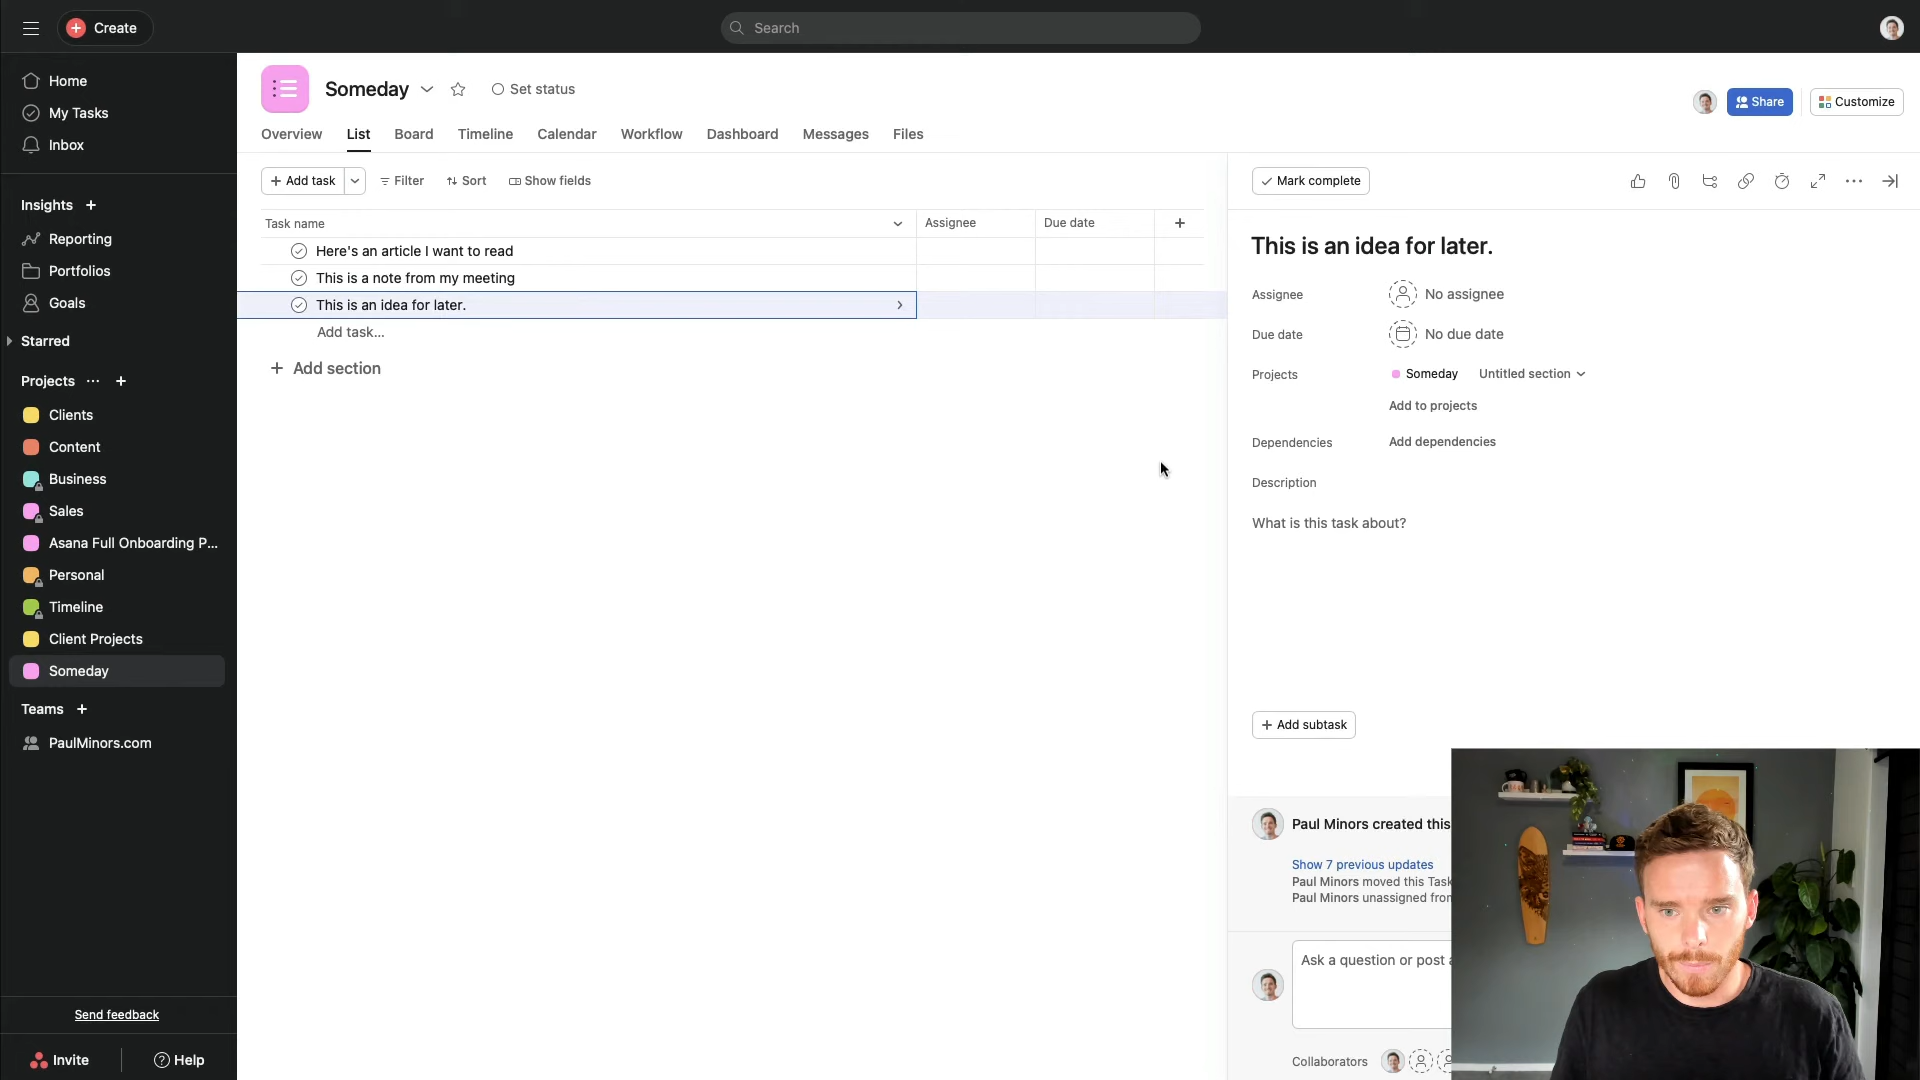 Create
Search
Home
My Tasks
Inbox
Insights
Reporting
Portfolios
Goals
Starred
Projects
Clients
Content
Business
Sales
Asana Full Onboarding P...
Personal
Timeline
Client Projects
Someday
Teams
PaulMinors.com
Send feedback
Invite
Help
Someday
Set status
Share
Customize
Overview
List
Board
Timeline
Calendar
Workflow
Dashboard
Messages
Files
+ Add task
Filter
Sort
Show fields
Task name
Assignee
Due date
Here's an article I want to read
This is a note from my meeting
This is an idea for later.
Add task...
+ Add section
Mark complete
This is an idea for later.
Assignee
No assignee
Due date
No due date
Projects
Someday
Untitled section
Add to projects
Dependencies
Add dependencies
Description
What is this task about?
+ Add subtask
Paul Minors created this
Show 7 previous updates
Paul Minors moved this Task
Paul Minors unassigned from
Ask a question or post a
Collaborators